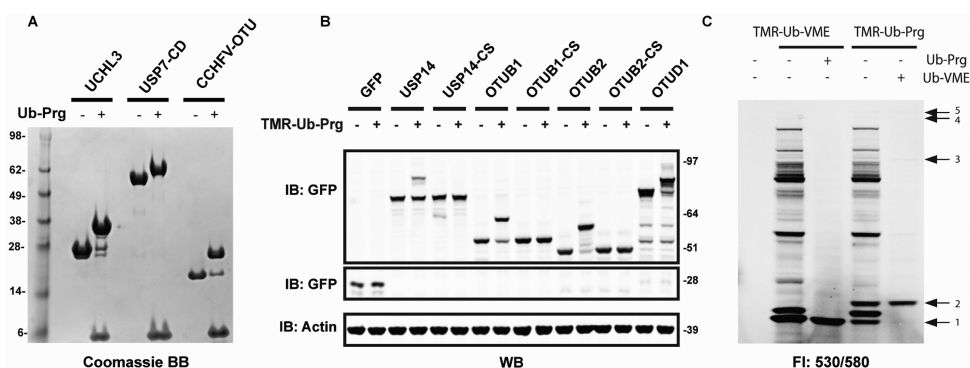 A
UCHL3
USP7-CD
CCHFV-OTU
Ub-Prg - + - + - +
98-
62-
49-
38-
28-
14-
6-
Coomassie BB
B
GFP
USP14
USP14-CS
OTUB1
OTUB1-CS
OTUB2
OTUB2-CS
OTUD1
TMR-Ub-Prg - + - + - + - + - + - + - + - +
IB: GFP
-97
-64
-51
IB: GFP
-28
IB: Actin
-39
WB
C
TMR-Ub-VME TMR-Ub-Prg
- - + - - - Ub-Prg
- - - - - + Ub-VME
5
4
3
2
1
FI: 530/580